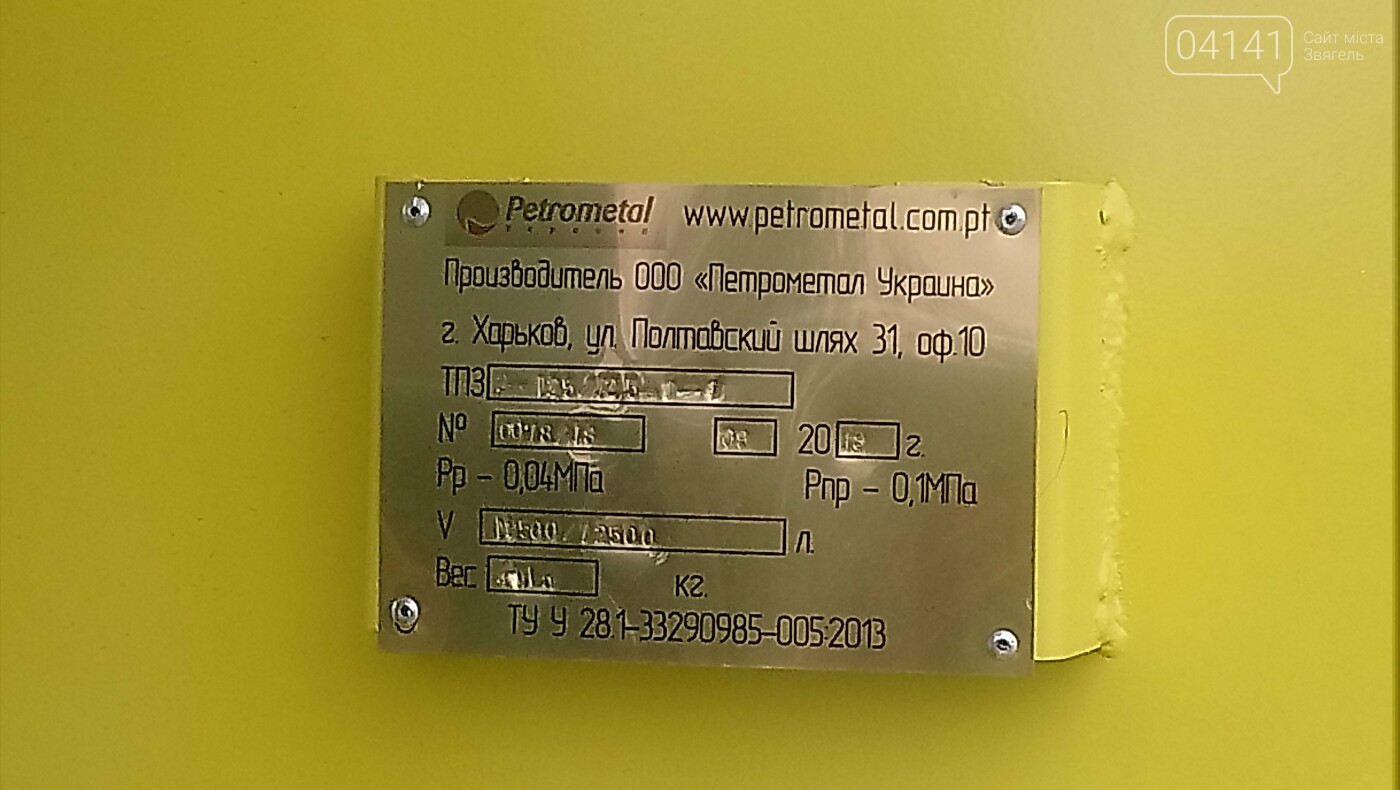 04141 Сайт міста
Звягель
Petrometal www.petrometal.com.pt
Украина
Производитель ООО «Петрометал Украина»
г. Харьков, ул. Полтавский шлях 31, оф.10
ТПЗ
№ 20 г.
Рр – 0,04МПа Рпр – 0,1МПа
V л.
Вес кг.
ТУ У 28.1-33290985-005:2013